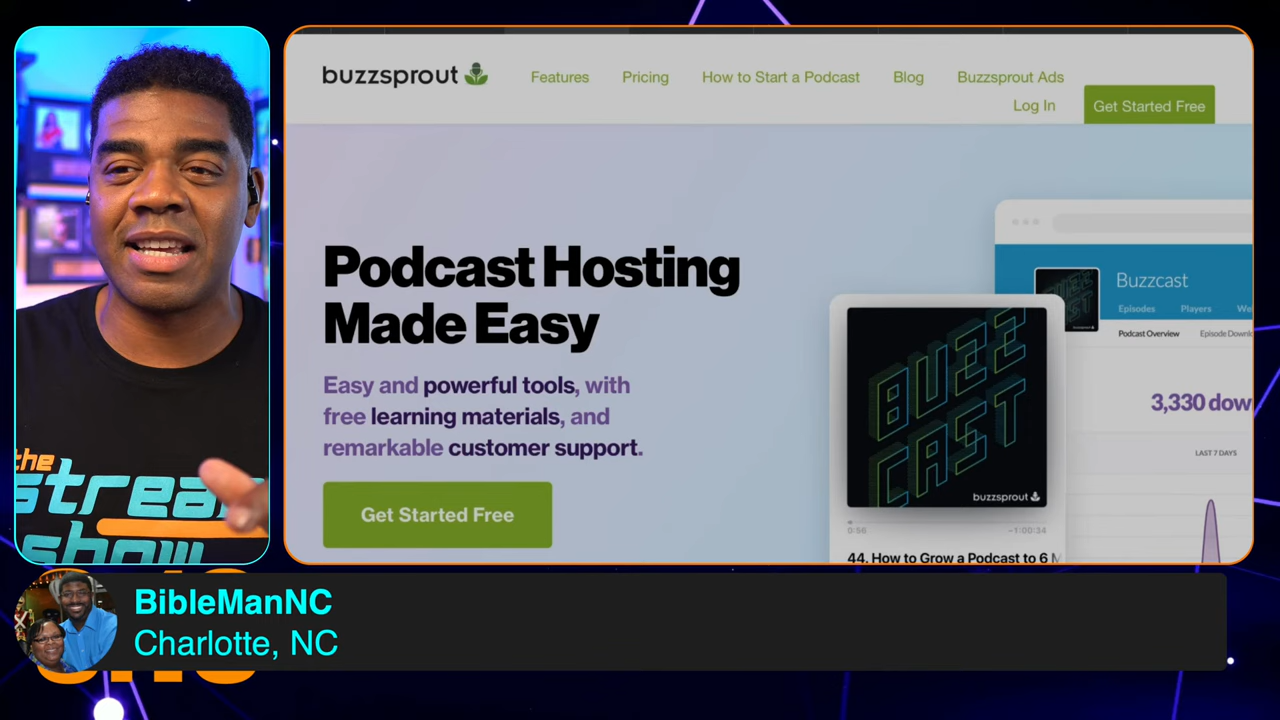 buzzsprout
Features
Pricing
How to Start a Podcast
Blog
Buzzsprout Ads
Log In
Get Started Free
Podcast Hosting
Made Easy
Easy and powerful tools, with
free learning materials, and
remarkable customer support.
Get Started Free
Buzzcast
Episodes
Players
Podcast Overview
3,330
LAST 7 DAYS
BUZZ
CAST
buzzsprout
0:56
-1:00:34
44. How to Grow a Podcast to 6
the
show
BibleManNC
Charlotte, NC